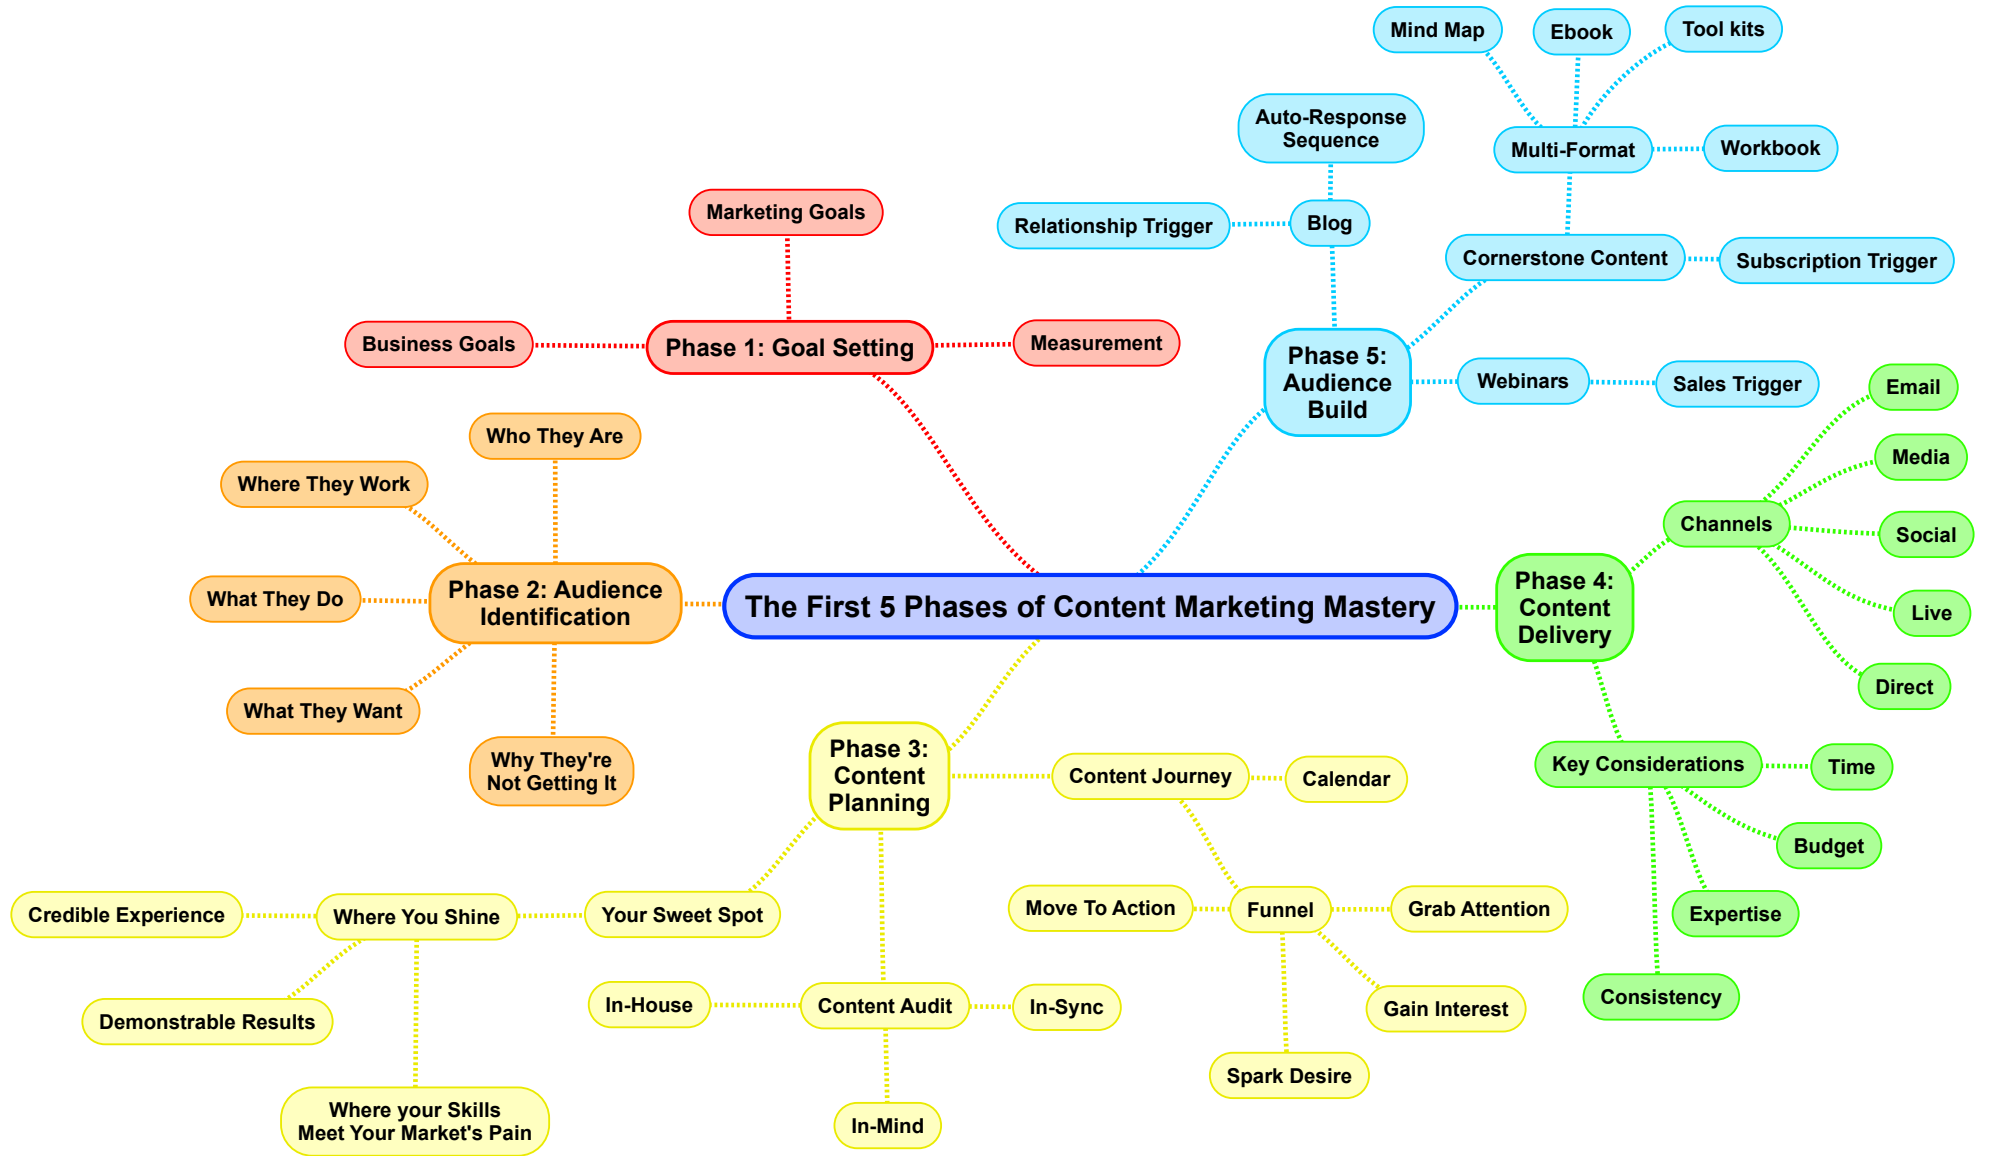 The First 5 Phases of Content Marketing Mastery
Phase 1: Goal Setting
Business Goals
Marketing Goals
Measurement
Phase 2: Audience
Identification
Who They Are
Where They Work
What They Do
What They Want
Why They're
Not Getting It
Phase 3:
Content
Planning
Your Sweet Spot
Where You Shine
Credible Experience
Demonstrable Results
Where your Skills
Meet Your Market's Pain
Content Audit
In-House
In-Mind
In-Sync
Content Journey
Calendar
Funnel
Move To Action
Grab Attention
Gain Interest
Spark Desire
Phase 4:
Content
Delivery
Channels
Email
Media
Social
Live
Direct
Key Considerations
Time
Budget
Expertise
Consistency
Phase 5:
Audience
Build
Blog
Relationship Trigger
Auto-Response
Sequence
Cornerstone Content
Subscription Trigger
Multi-Format
Mind Map
Ebook
Tool kits
Workbook
Webinars
Sales Trigger